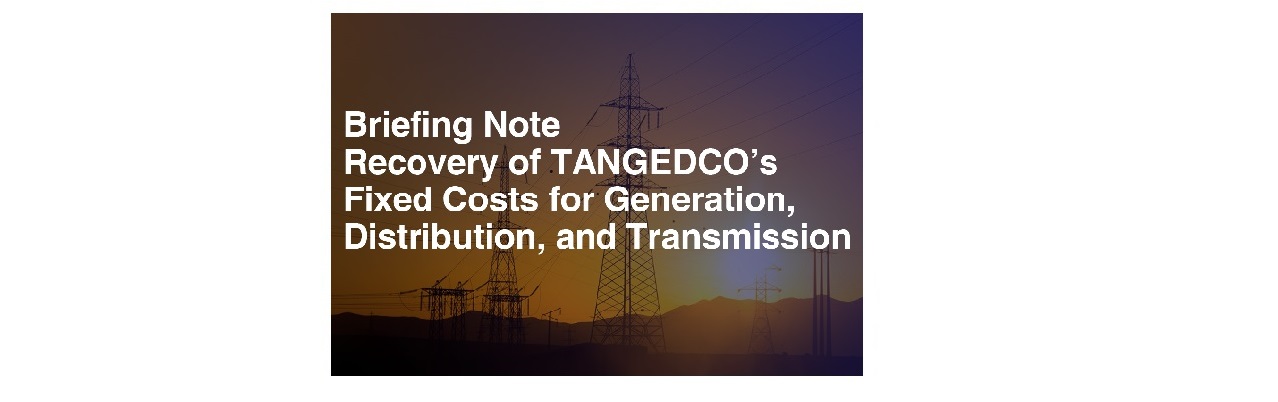 Briefing Note
Recovery of TANGEDCO’s
Fixed Costs for Generation,
Distribution, and Transmission